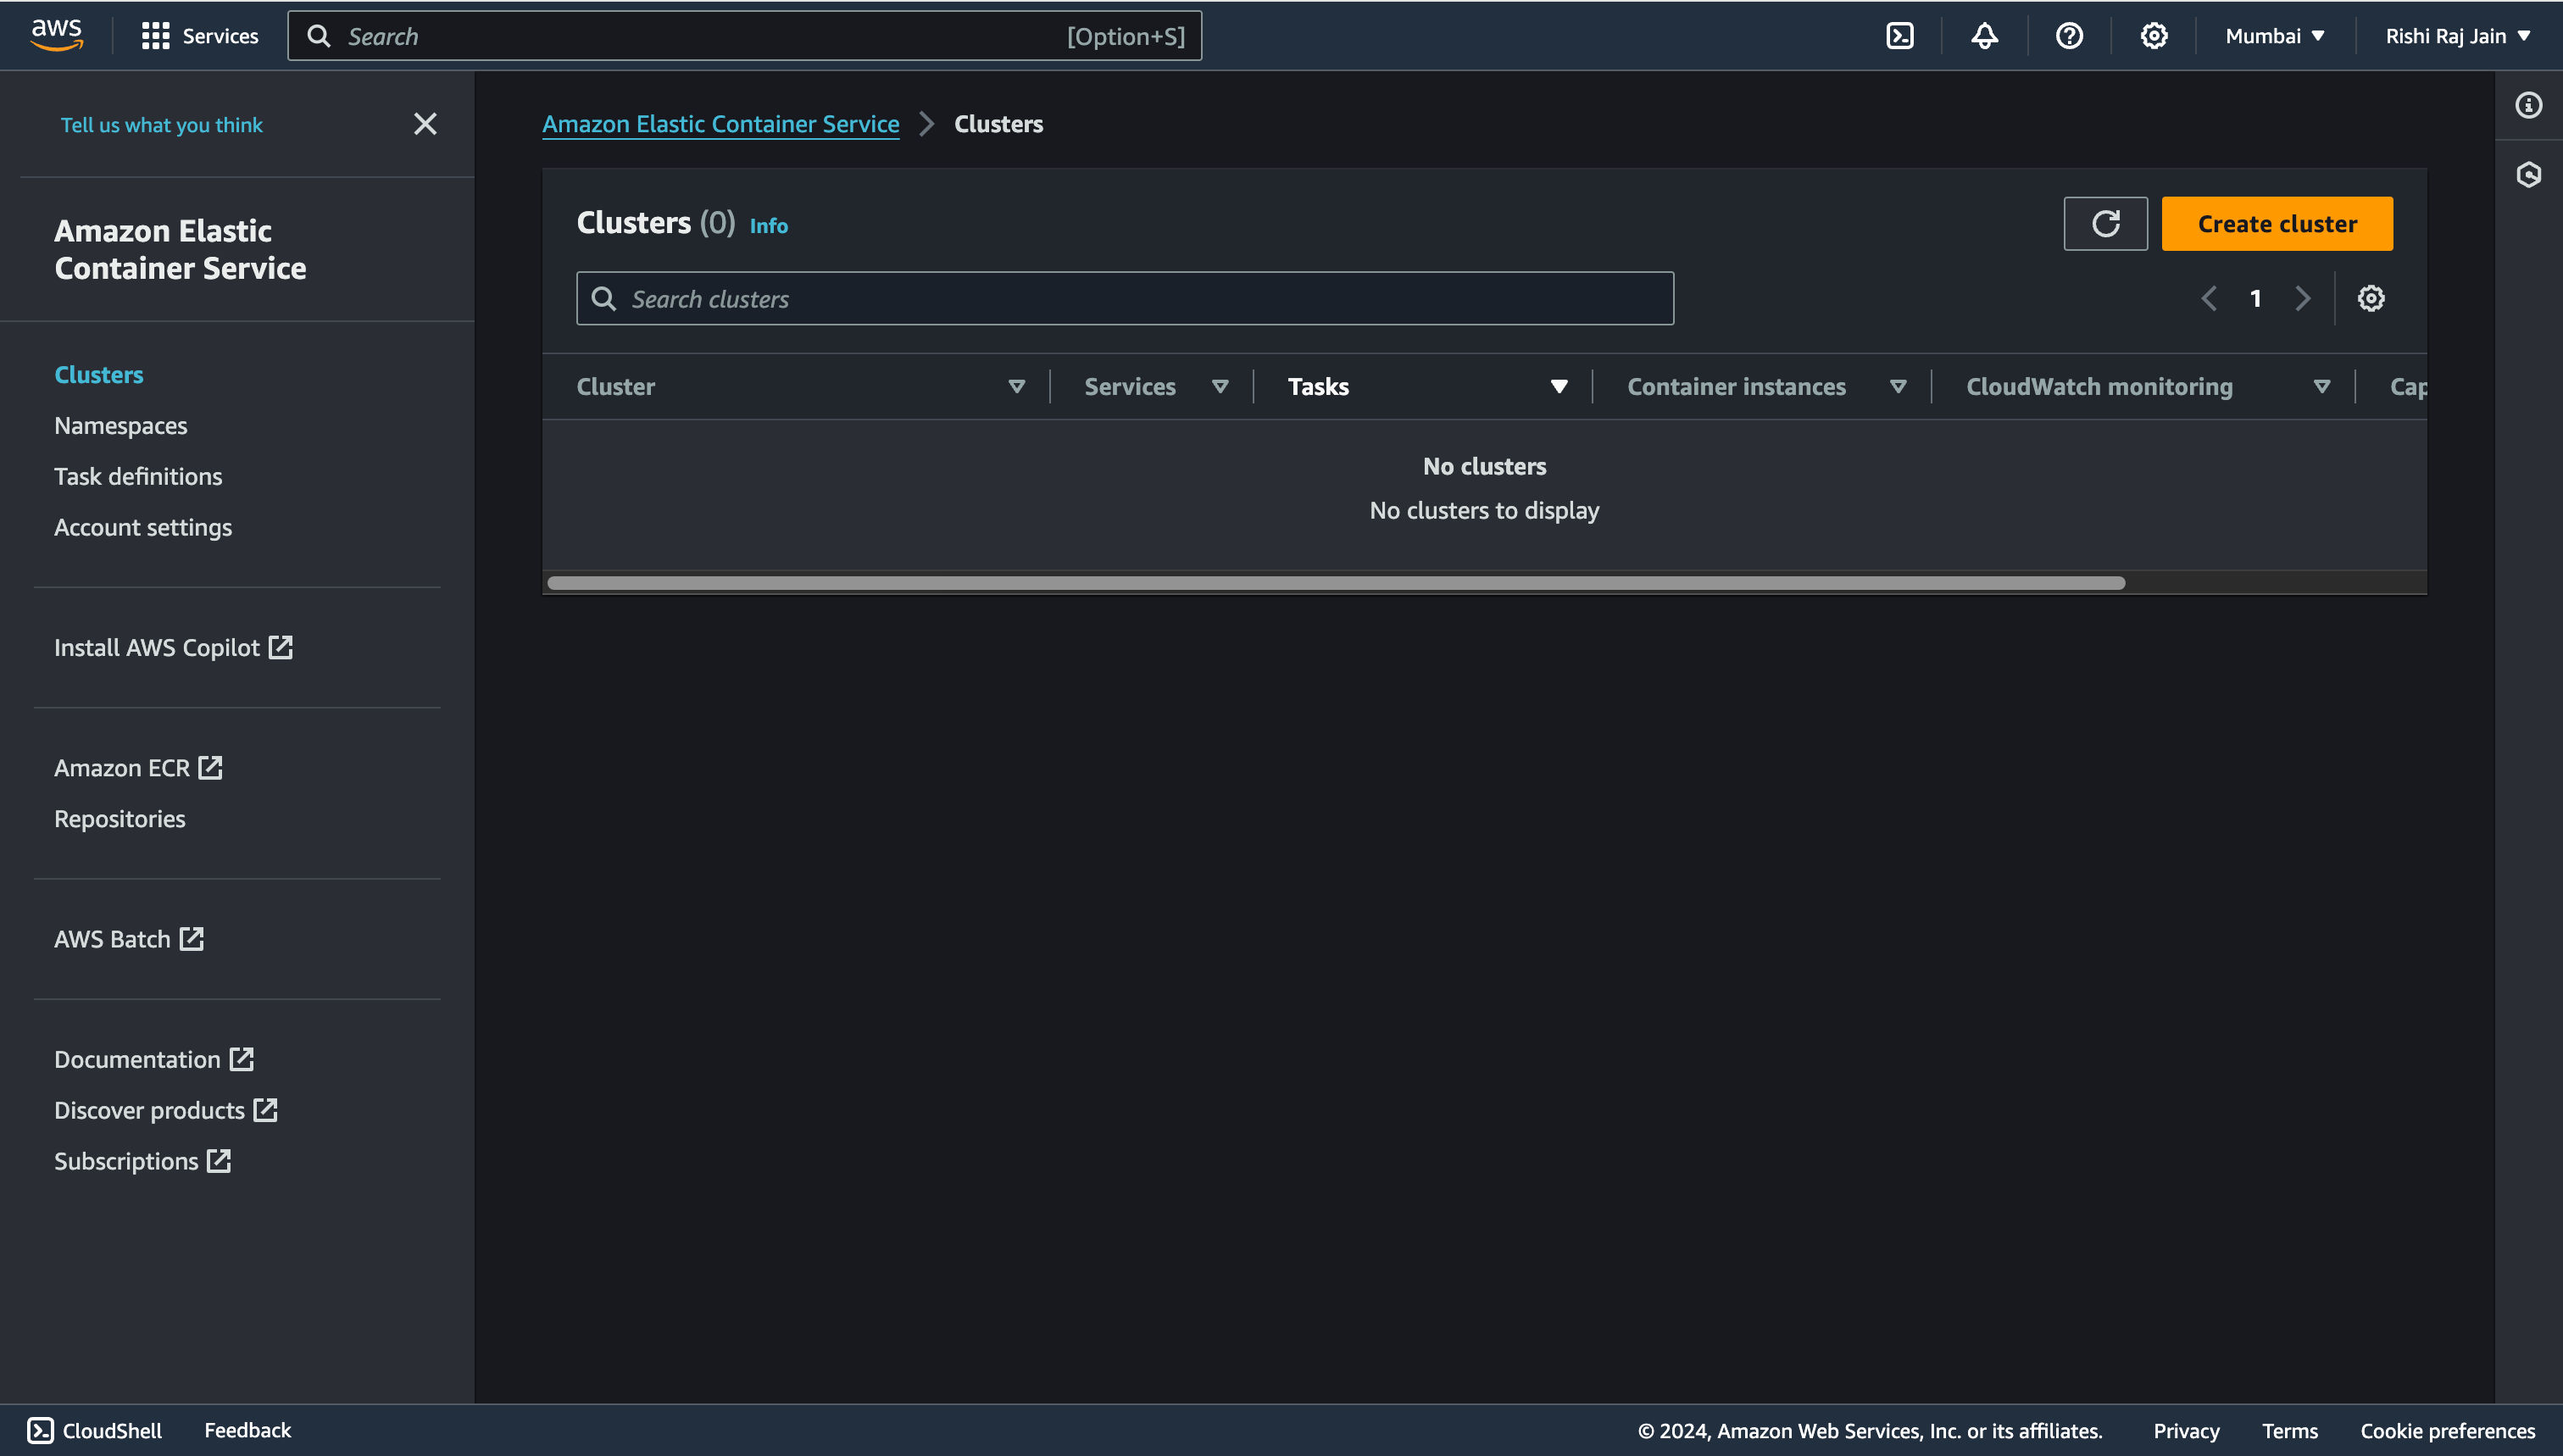 aws
Services
Search
[Option+S]
Mumbai
Rishi Raj Jain
Tell us what you think
Amazon Elastic
Container Service
Clusters
Namespaces
Task definitions
Account settings
Install AWS Copilot
Amazon ECR
Repositories
AWS Batch
Documentation
Discover products
Subscriptions
Amazon Elastic Container Service
Clusters
Clusters (0) Info
Create cluster
Search clusters
1
Cluster
Services
Tasks
Container instances
CloudWatch monitoring
Cap
No clusters
No clusters to display
CloudShell
Feedback
© 2024, Amazon Web Services, Inc. or its affiliates.
Privacy
Terms
Cookie preferences